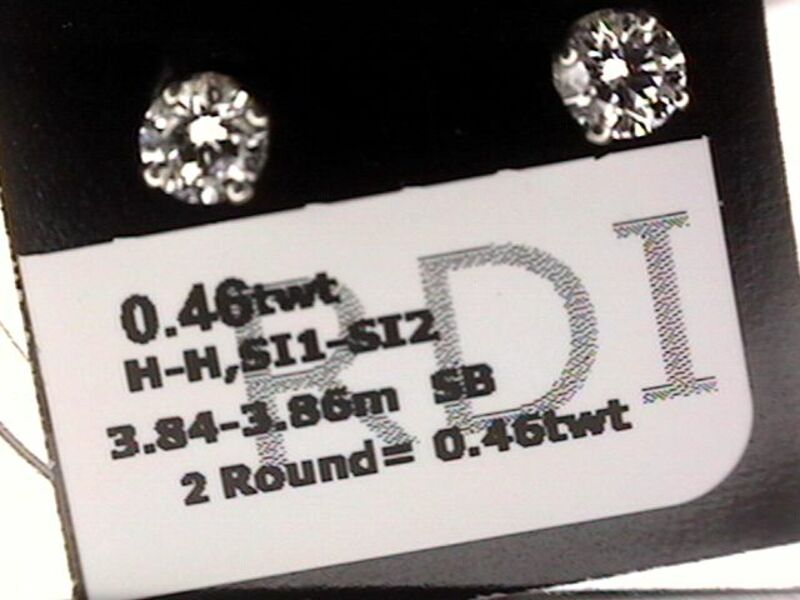 RDI
0.46twt
H-H,SI1-SI2
3.84-3.86m SB
2 Round= 0.46twt